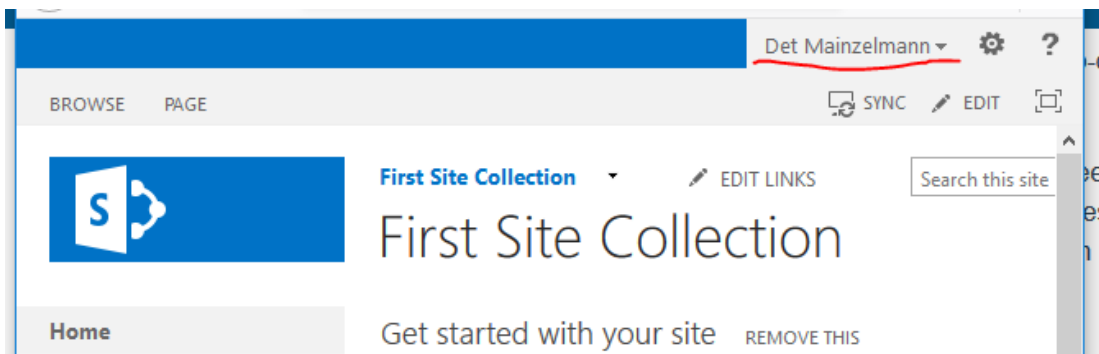 Det Mainzelmann ?
BROWSE PAGE SYNC EDIT
S
First Site Collection EDIT LINKS Search this site
First Site Collection
Home
Get started with your site REMOVE THIS